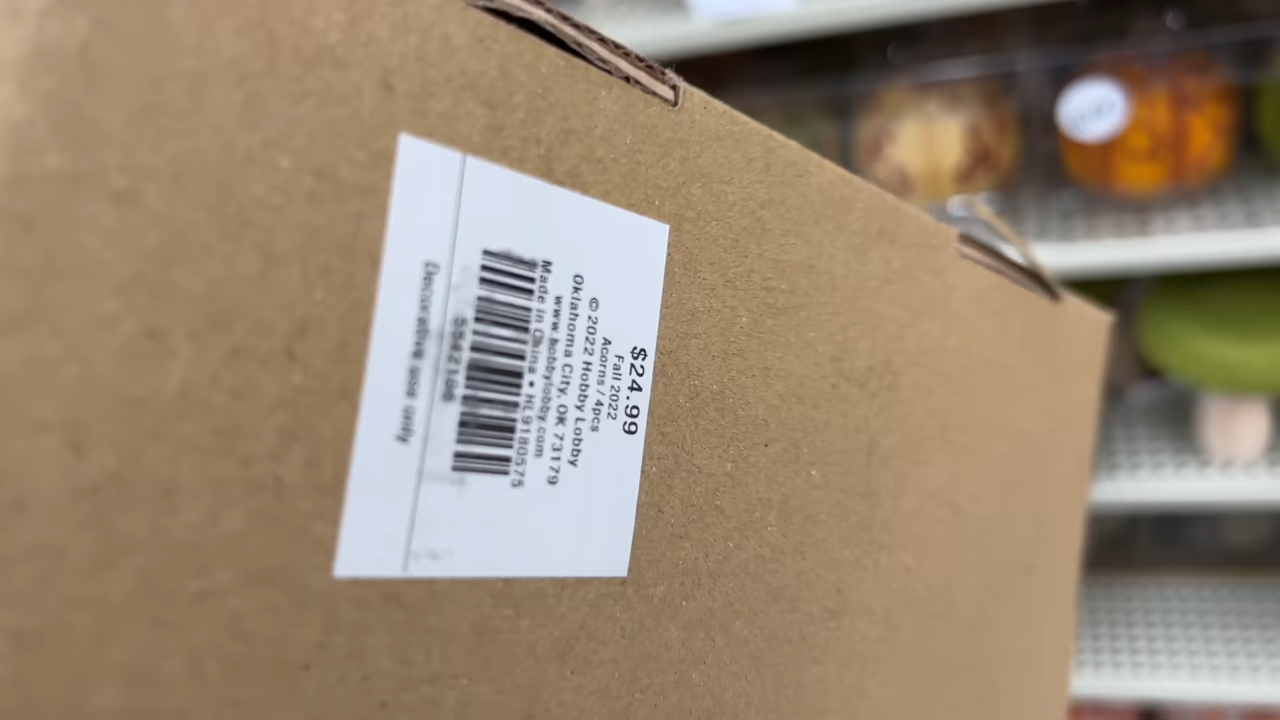 $24.99
Fall 2022
Acorns / 4pcs
© 2022 Hobby Lobby
Oklahoma City, OK 73179
www.hobbylobby.com
Made in China • HL9180575
Decorative use only